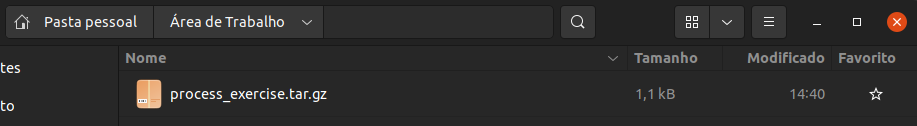 Pasta pessoal Área de Trabalho
Nome Tamanho Modificado Favorito
tes
process_exercise.tar.gz 1,1 kB 14:40
to